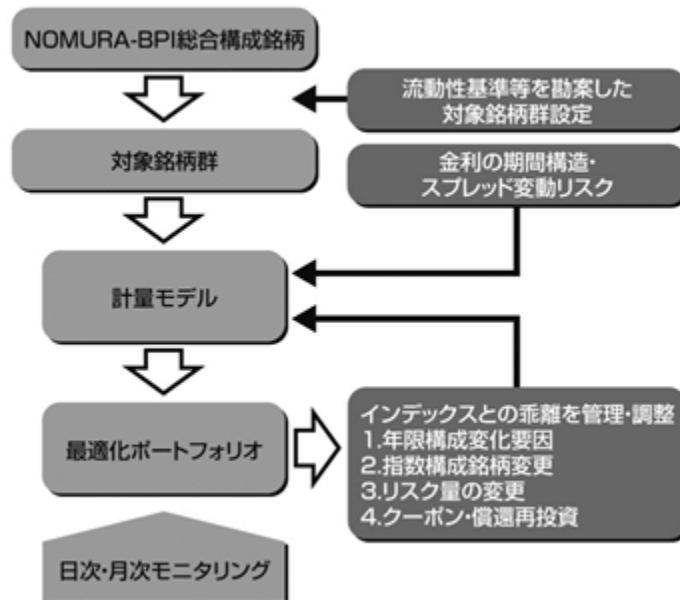 NOMURA-BPI総合構成銘柄
流動性基準等を勘案した
対象銘柄群設定
対象銘柄群
金利の期間構造・
スプレッド変動リスク
計量モデル
最適化ポートフォリオ
インデックスとの乖離を管理・調整
1.年限構成変化要因
2.指数構成銘柄変更
3.リスク量の変更
4.クーポン・償還再投資
日次・月次モニタリング